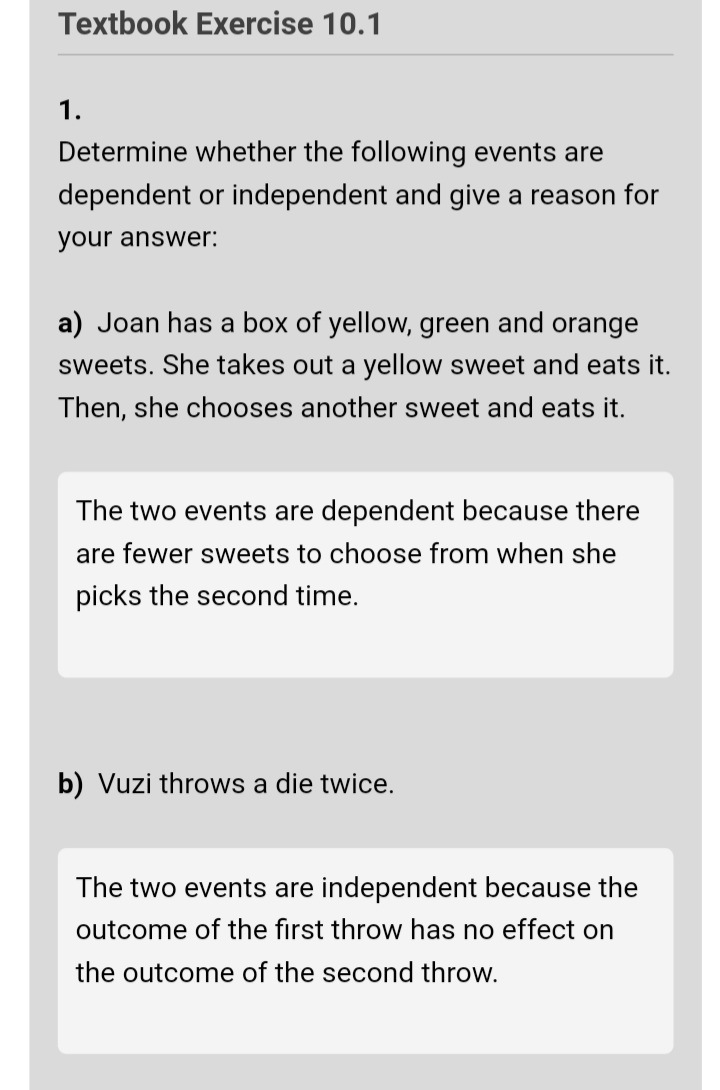 Textbook Exercise 10.1
1.
Determine whether the following events are
dependent or independent and give a reason for
your answer:
a) Joan has a box of yellow, green and orange
sweets. She takes out a yellow sweet and eats it.
Then, she chooses another sweet and eats it.
The two events are dependent because there
are fewer sweets to choose from when she
picks the second time.
b) Vuzi throws a die twice.
The two events are independent because the
outcome of the first throw has no effect on
the outcome of the second throw.